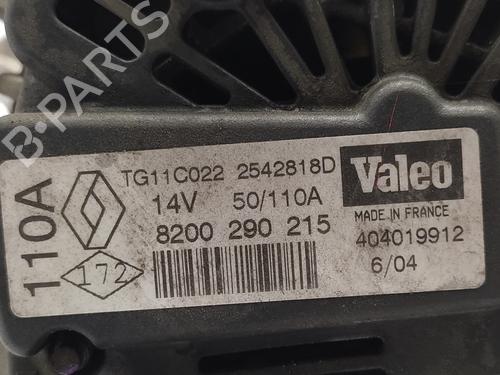 TG11C022 2542818D
14V 50/110A
8200 290 215
110A
172
Valeo
MADE IN FRANCE
404019912
6/04
B-PARTS